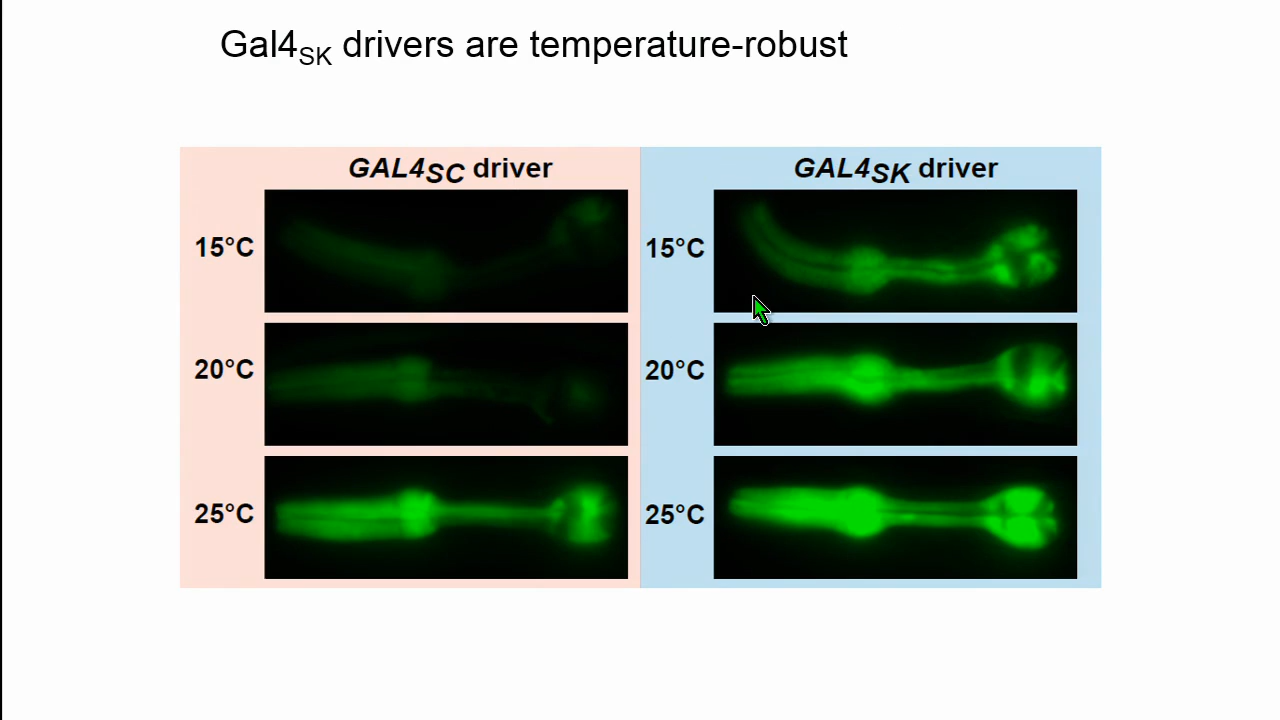 Gal4SK drivers are temperature-robust
GAL4SC driver
15°C
20°C
25°C
GAL4SK driver
15°C
20°C
25°C